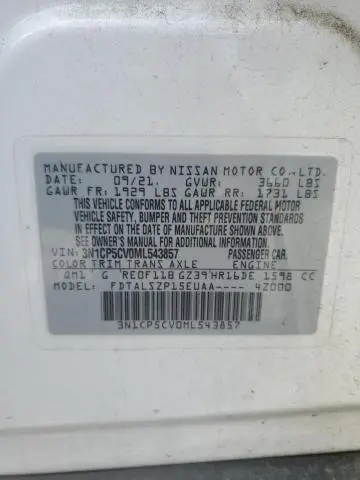 MANUFACTURED BY NISSAN MOTOR CO.,LTD.
DATE: 09/21. GVWR: 3660 LBS
GAWR FR: 1929 LBS GAWR RR: 1731 LBS
THIS VEHICLE CONFORMS TO ALL APPLICABLE FEDERAL MOTOR
VEHICLE SAFETY, BUMPER AND THEFT PREVENTION STANDARDS
IN EFFECT ON THE DATE OF MANUFACTURE SHOWN ABOVE.
SEE OWNER'S MANUAL FOR ADDITIONAL INFORMATION.
VIN: 3N1CP5CV0ML543857 PASSENGER CAR.
COLOR TRIM TRANS AXLE ENGINE
QM1 G RE0F11B GZ39 HR16DE 1598 CC
FDTALSZP15EUAA---- 4Z000
3N1CP5CV0ML543857